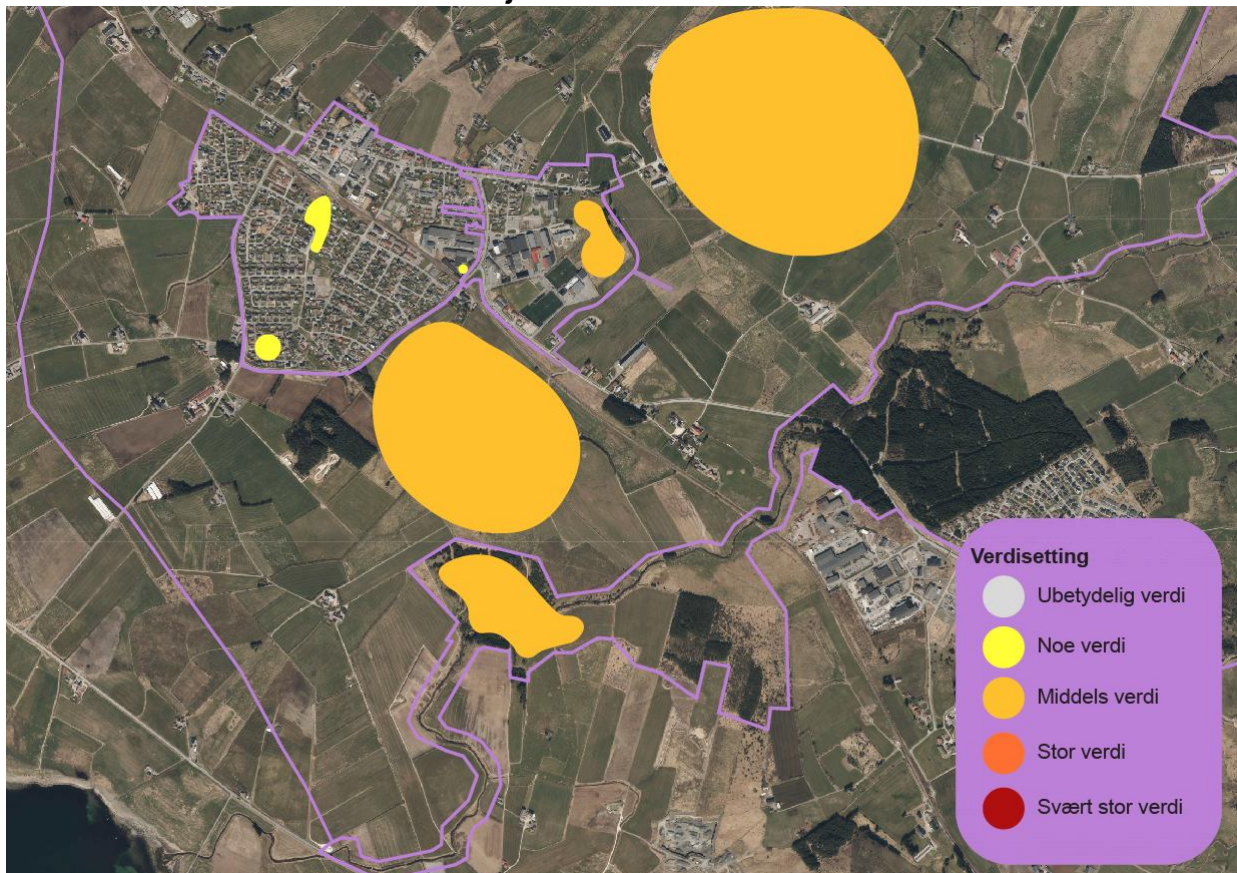 Verdisetting
Ubetydelig verdi
Noe verdi
Middels verdi
Stor verdi
Svært stor verdi